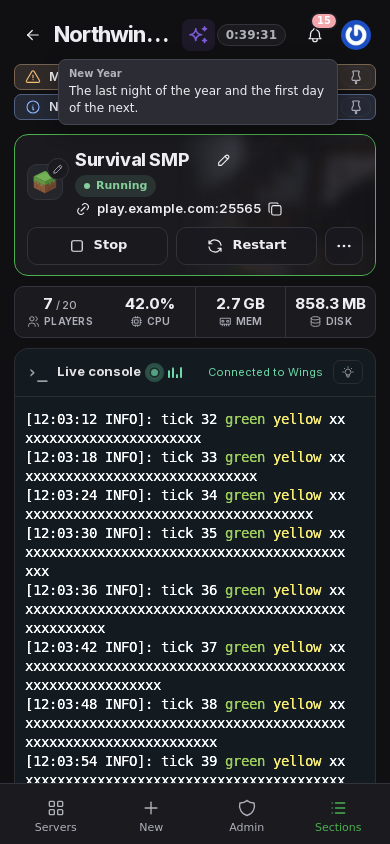 Northwin...
0:39:31
15
New Year
The last night of the year and the first day
of the next.
Survival SMP
Running
play.example.com:25565
Stop
Restart
7 / 20
PLAYERS
42.0%
CPU
2.7 GB
MEM
858.3 MB
DISK
Live console
Connected to Wings
[12:03:12 INFO]: tick 32 green yellow xx
xxxxxxxxxxxxxxxxxxxxxx
[12:03:18 INFO]: tick 33 green yellow xx
xxxxxxxxxxxxxxxxxxxxxxxxxxxxx
[12:03:24 INFO]: tick 34 green yellow xx
xxxxxxxxxxxxxxxxxxxxxxxxxxxxxxxxxxxx
[12:03:30 INFO]: tick 35 green yellow xx
xxxxxxxxxxxxxxxxxxxxxxxxxxxxxxxxxxxxxxxx
xxx
[12:03:36 INFO]: tick 36 green yellow xx
xxxxxxxxxxxxxxxxxxxxxxxxxxxxxxxxxxxxxxxx
xxxxxxxxxx
[12:03:42 INFO]: tick 37 green yellow xx
xxxxxxxxxxxxxxxxxxxxxxxxxxxxxxxxxxxxxxxx
xxxxxxxxxxxxxxxxx
[12:03:48 INFO]: tick 38 green yellow xx
xxxxxxxxxxxxxxxxxxxxxxxxxxxxxxxxxxxxxxxx
xxxxxxxxxxxxxxxxxxxxxxxx
[12:03:54 INFO]: tick 39 green yellow xx
xxxxxxxxxxxxxxxxxxxxxxxxxxxxxxxxxxxxxxxx
Servers
New
Admin
Sections